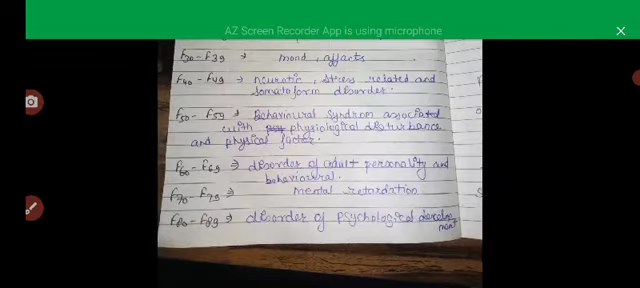 AZ Screen Recorder App is using microphone
F30 - F39 ⇒ mood, affects
F40 - F49 ⇒ Neurotic, stress related and
somatoform disorder.
F50 - F59 ⇒ Behavioural Syndrom associated
with physiological disturbance
and physical factor.
F60 - F69 ⇒ disorder of adult personality and
behavioural.
F70 - F79 ⇒ mental retardtion
F80 - F89 ⇒ disorder of psychological develop
ment